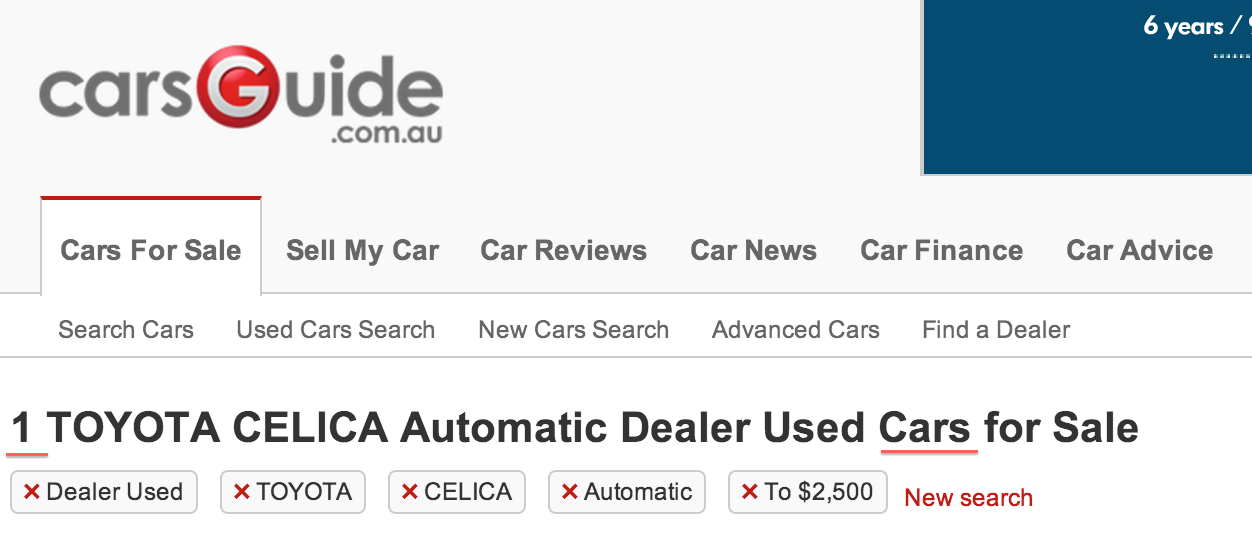 carsGuide
.com.au
6 years /
Cars For Sale Sell My Car Car Reviews Car News Car Finance Car Advice
Search Cars Used Cars Search New Cars Search Advanced Cars Find a Dealer
1 TOYOTA CELICA Automatic Dealer Used Cars for Sale
× Dealer Used × TOYOTA × CELICA × Automatic × To $2,500 New search